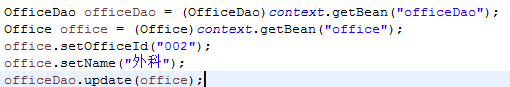 OfficeDao officeDao = (OfficeDao)context.getBean("officeDao");
Office office = (Office)context.getBean("office");
office.setOfficeId("002");
office.setName("外科");
officeDao.update(office);